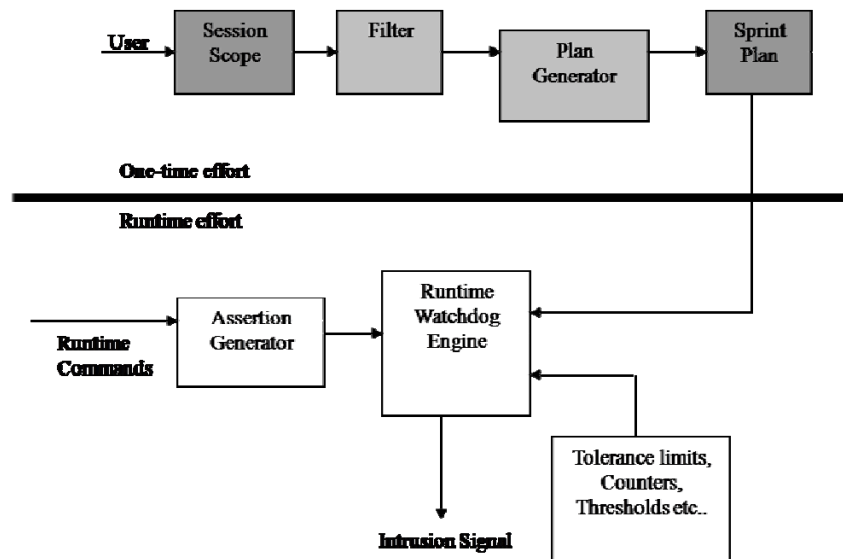 User
Session
Scope
Filter
Plan
Generator
Sprint
Plan
One-time effort
Runtime effort
Runtime
Commands
Assertion
Generator
Runtime
Watchdog
Engine
Tolerance limits,
Counters,
Thresholds etc..
Intrusion Signal